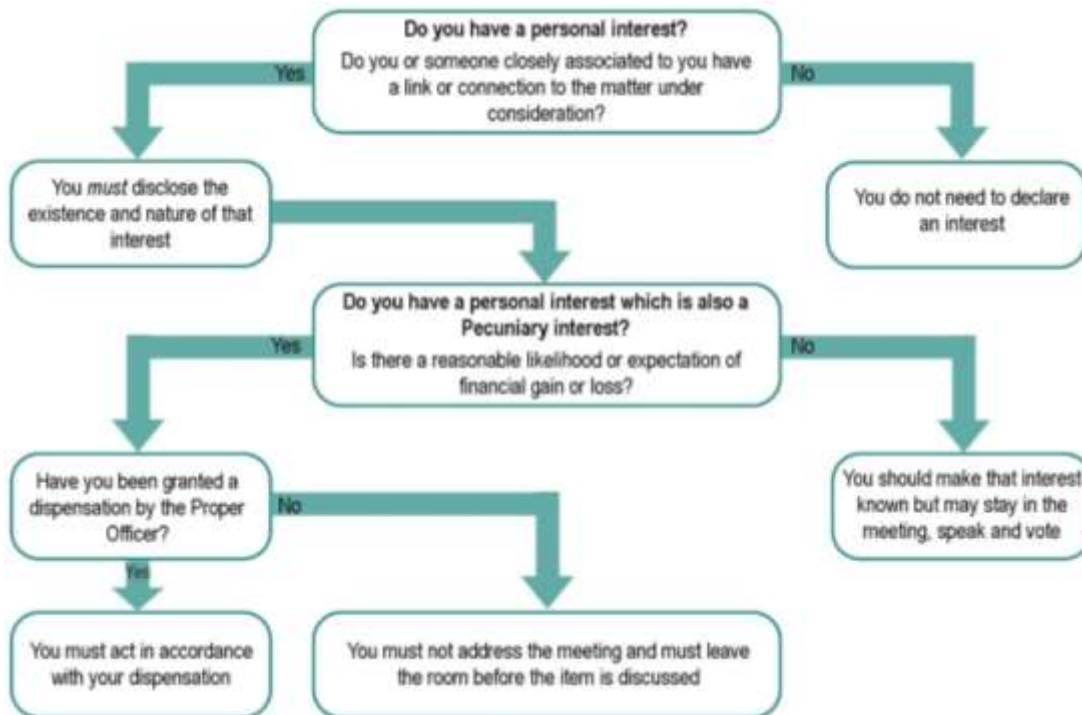 Do you have a personal interest?
Do you or someone closely associated to you have
a link or connection to the matter under
consideration?
Yes
No
You must disclose the
existence and nature of that
interest
You do not need to declare
an interest
Do you have a personal interest which is also a
Pecuniary interest?
Is there a reasonable likelihood or expectation of
financial gain or loss?
Yes
No
Have you been granted a
dispensation by the Proper
Officer?
No
You should make that interest
known but may stay in the
meeting, speak and vote
Yes
You must act in accordance
with your dispensation
You must not address the meeting and must leave
the room before the item is discussed